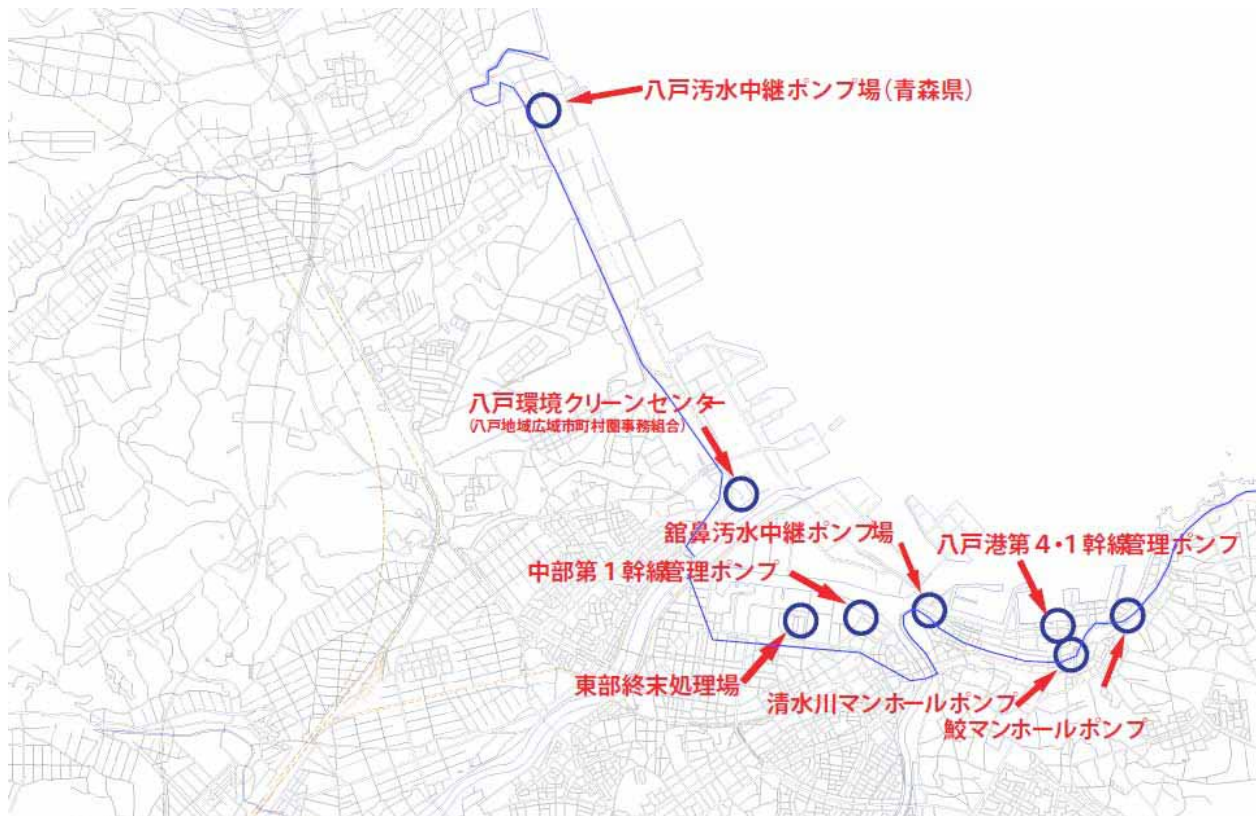 八戸汚水中継ポンプ場(青森県)
八戸環境クリーンセンター
(八戸地域広域市町村圏事務組合)
舘鼻汚水中継ポンプ場
八戸港第4・1幹線管理ポンプ
中部第1幹線管理ポンプ
東部終末処理場
清水川マンホールポンプ
鮫マンホールポンプ